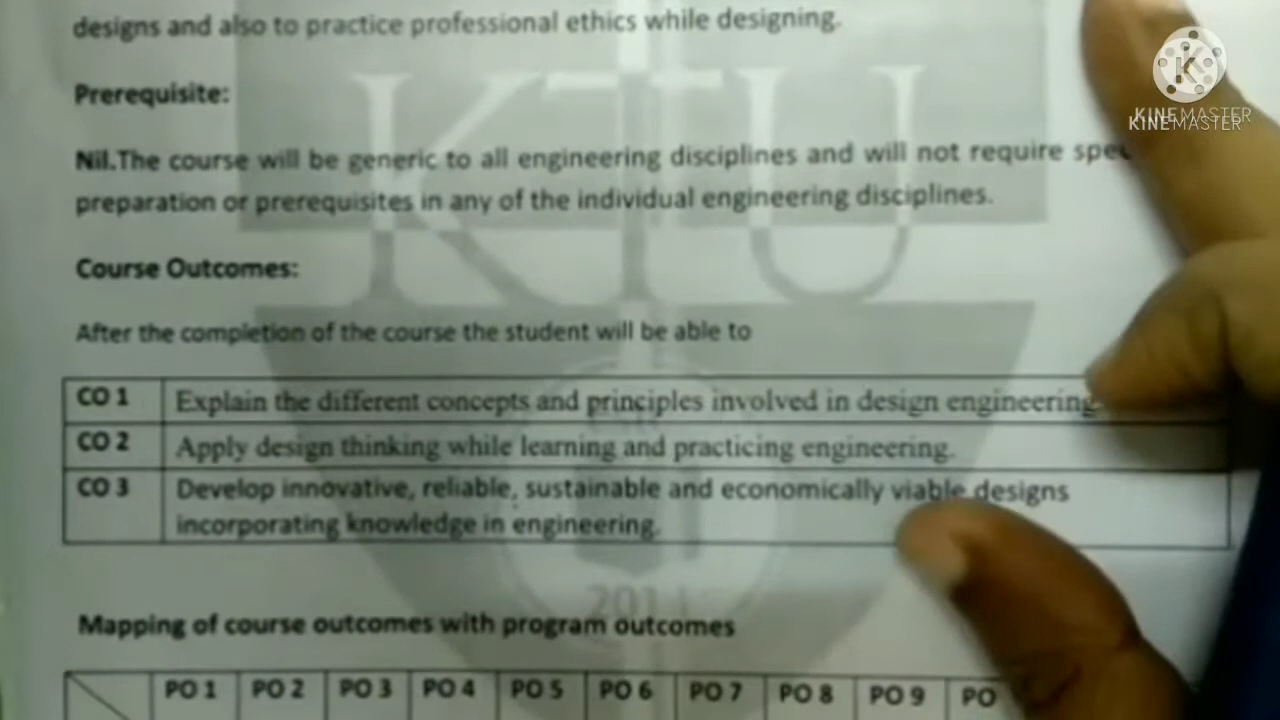 designs and also to practice professional ethics while designing.
KINEMASTER
KINEMASTER
Prerequisite:
KTU
Nil.The course will be generic to all engineering disciplines and will not require
preparation or prerequisites in any of the individual engineering disciplines.
Course Outcomes:
After the completion of the course the student will be able to
CO 1 Explain the different concepts and principles involved in design engineering.
CO 2 Apply design thinking while learning and practicing engineering.
CO 3 Develop innovative, reliable, sustainable and economically viable designs
incorporating knowledge in engineering.
2014
Mapping of course outcomes with program outcomes
PO 1 PO 2 PO 3 PO 4 PO 5 PO 6 PO 7 PO 8 PO 9 PO